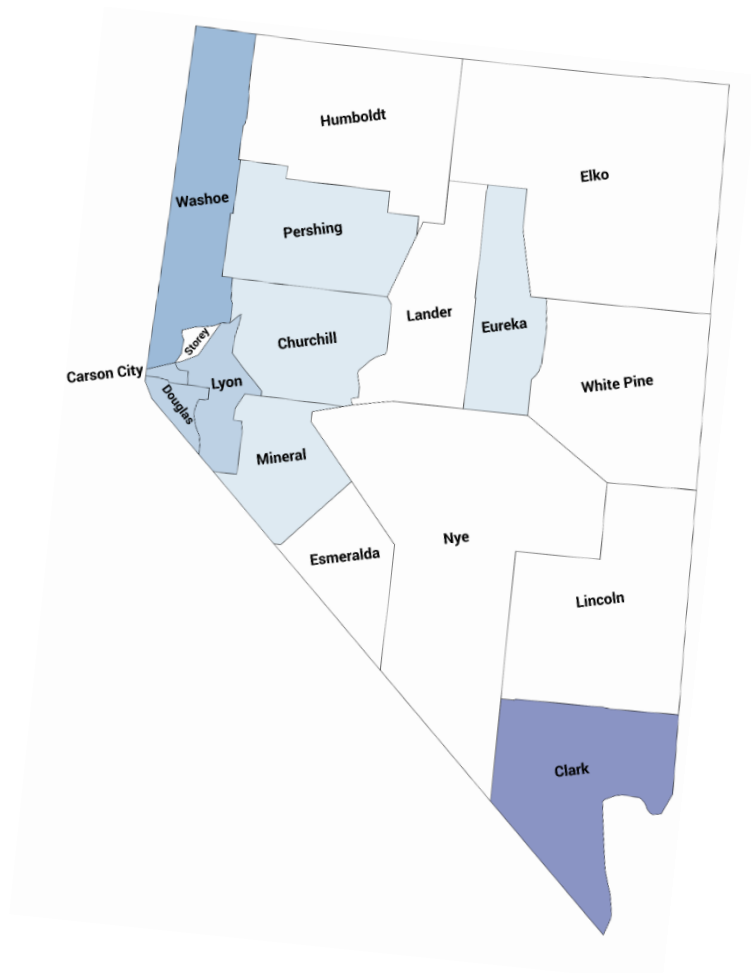 Humboldt
Elko
Washoe
Pershing
Lander
Eureka
Storey
Churchill
Carson City
Lyon
White Pine
Douglas
Mineral
Nye
Esmeralda
Lincoln
Clark